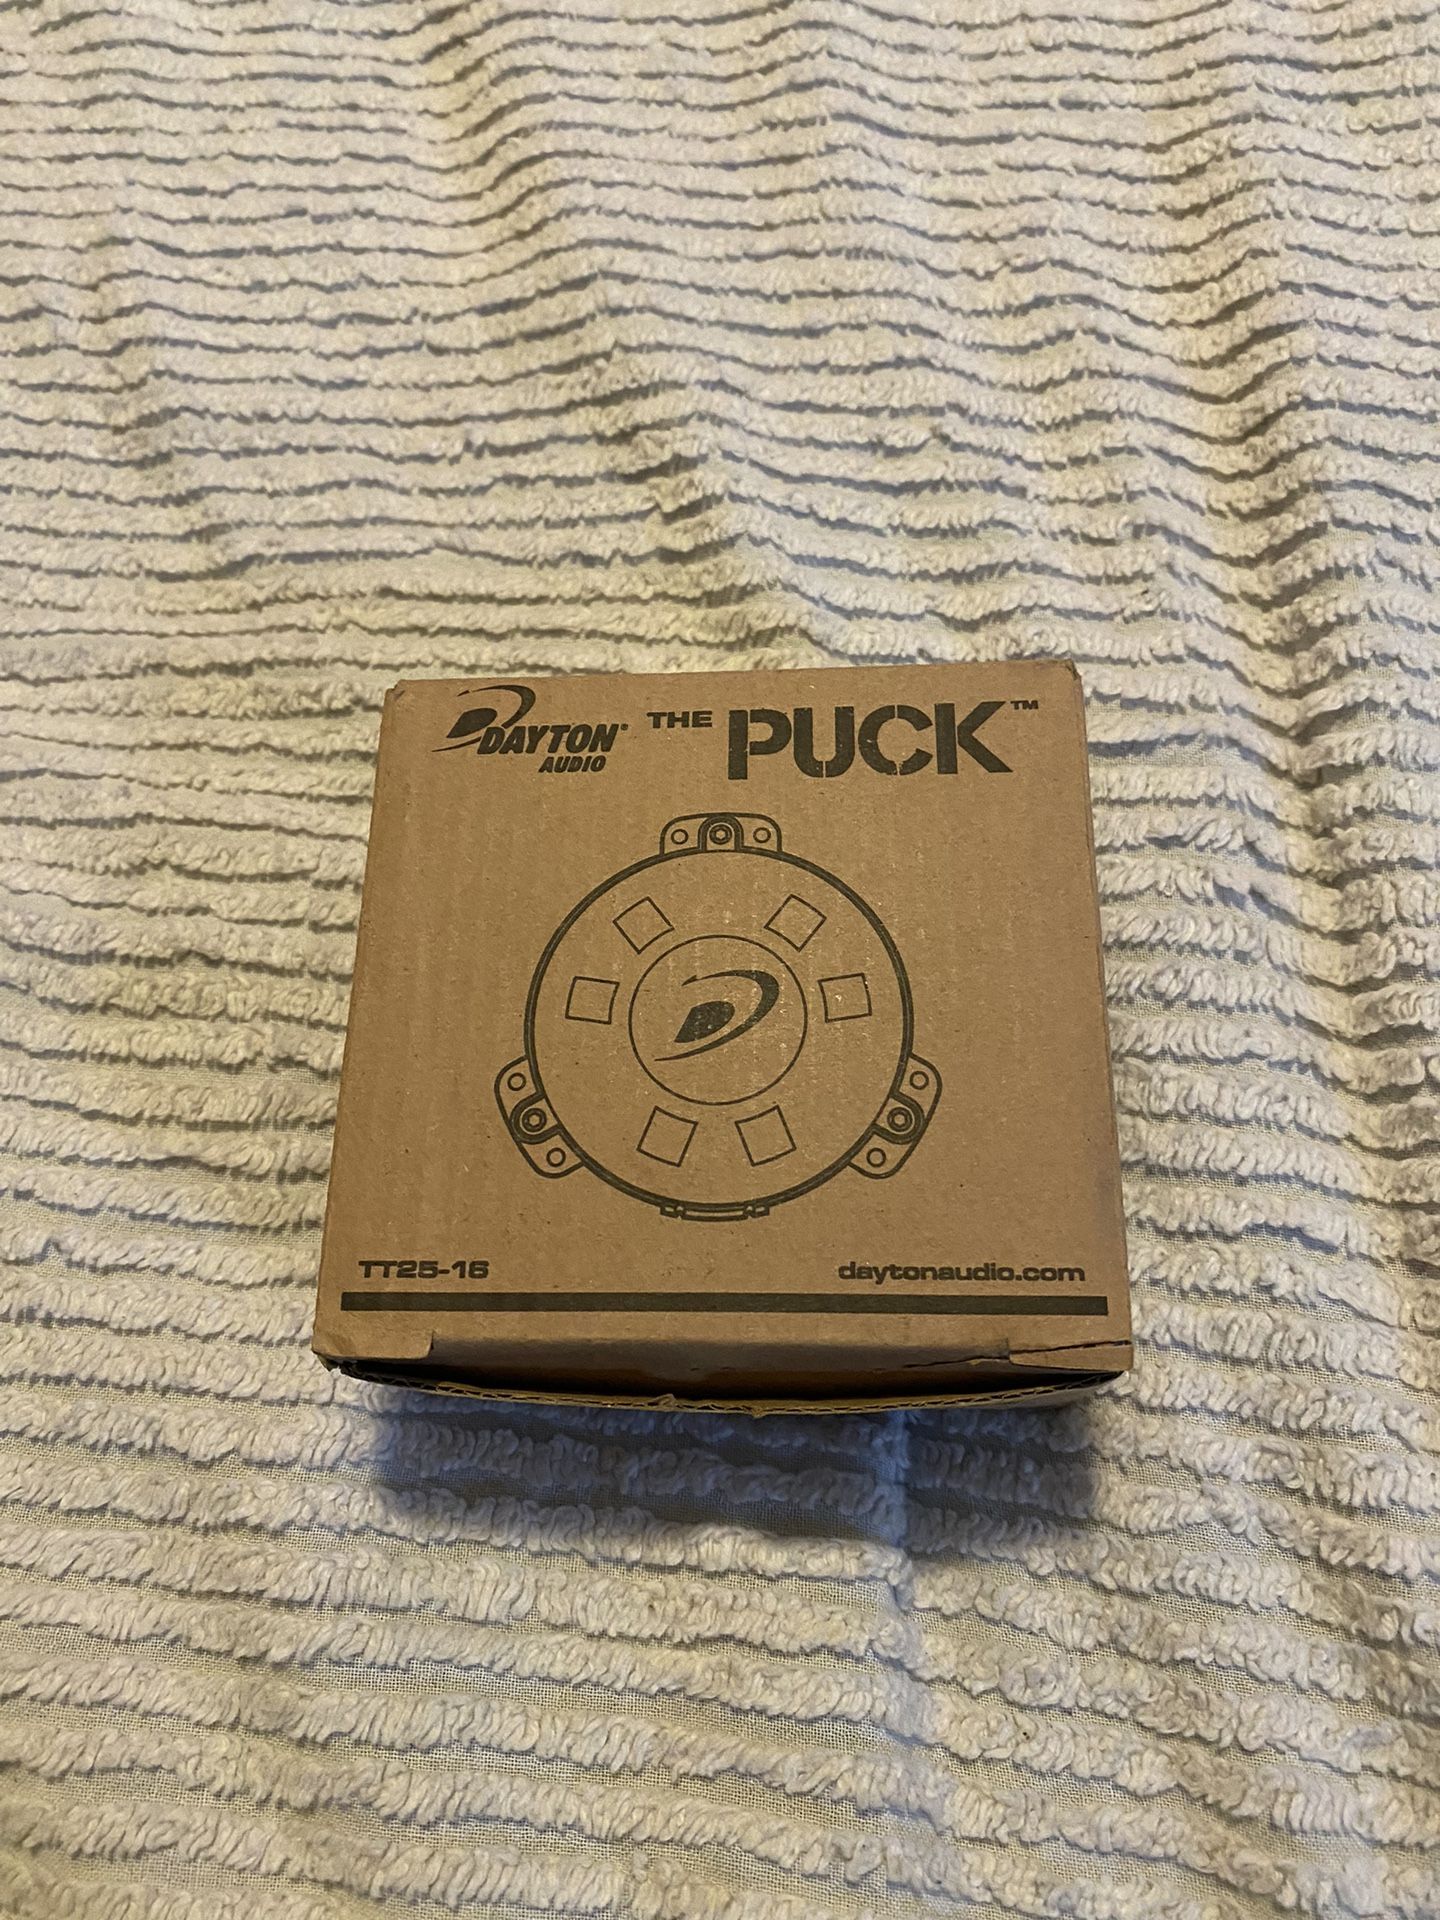 DAYTON®
AUDIO
THE PUCK™
TT25-16
daytonaudio.com